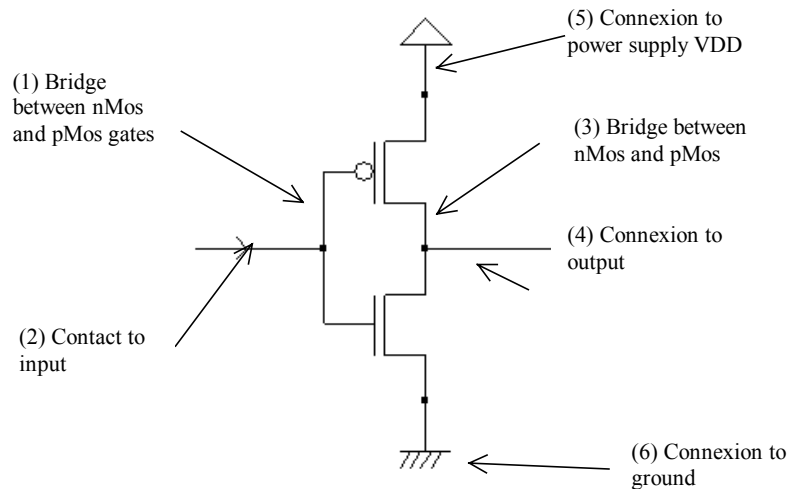 (1) Bridge
between nMos
and pMos gates
(2) Contact to
input
(3) Bridge between
nMos and pMos
(4) Connexion to
output
(5) Connexion to
power supply VDD
(6) Connexion to
ground